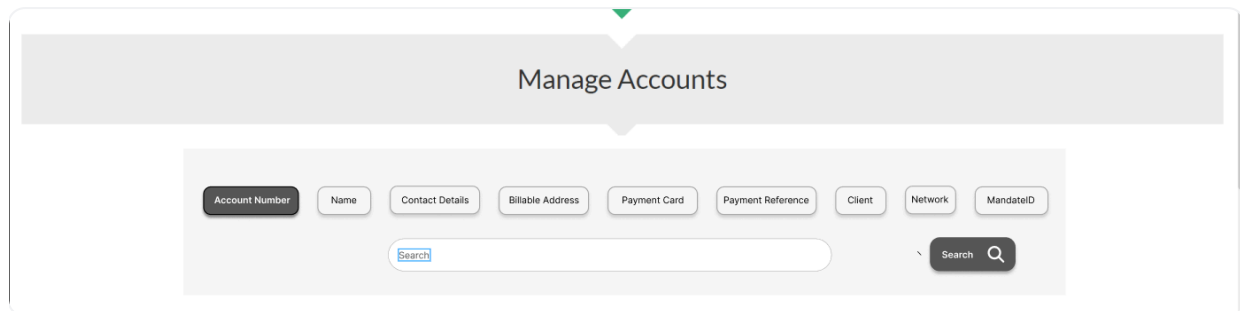 Manage Accounts
Account Number Name Contact Details Billable Address Payment Card Payment Reference Client Network MandateID
Search Search